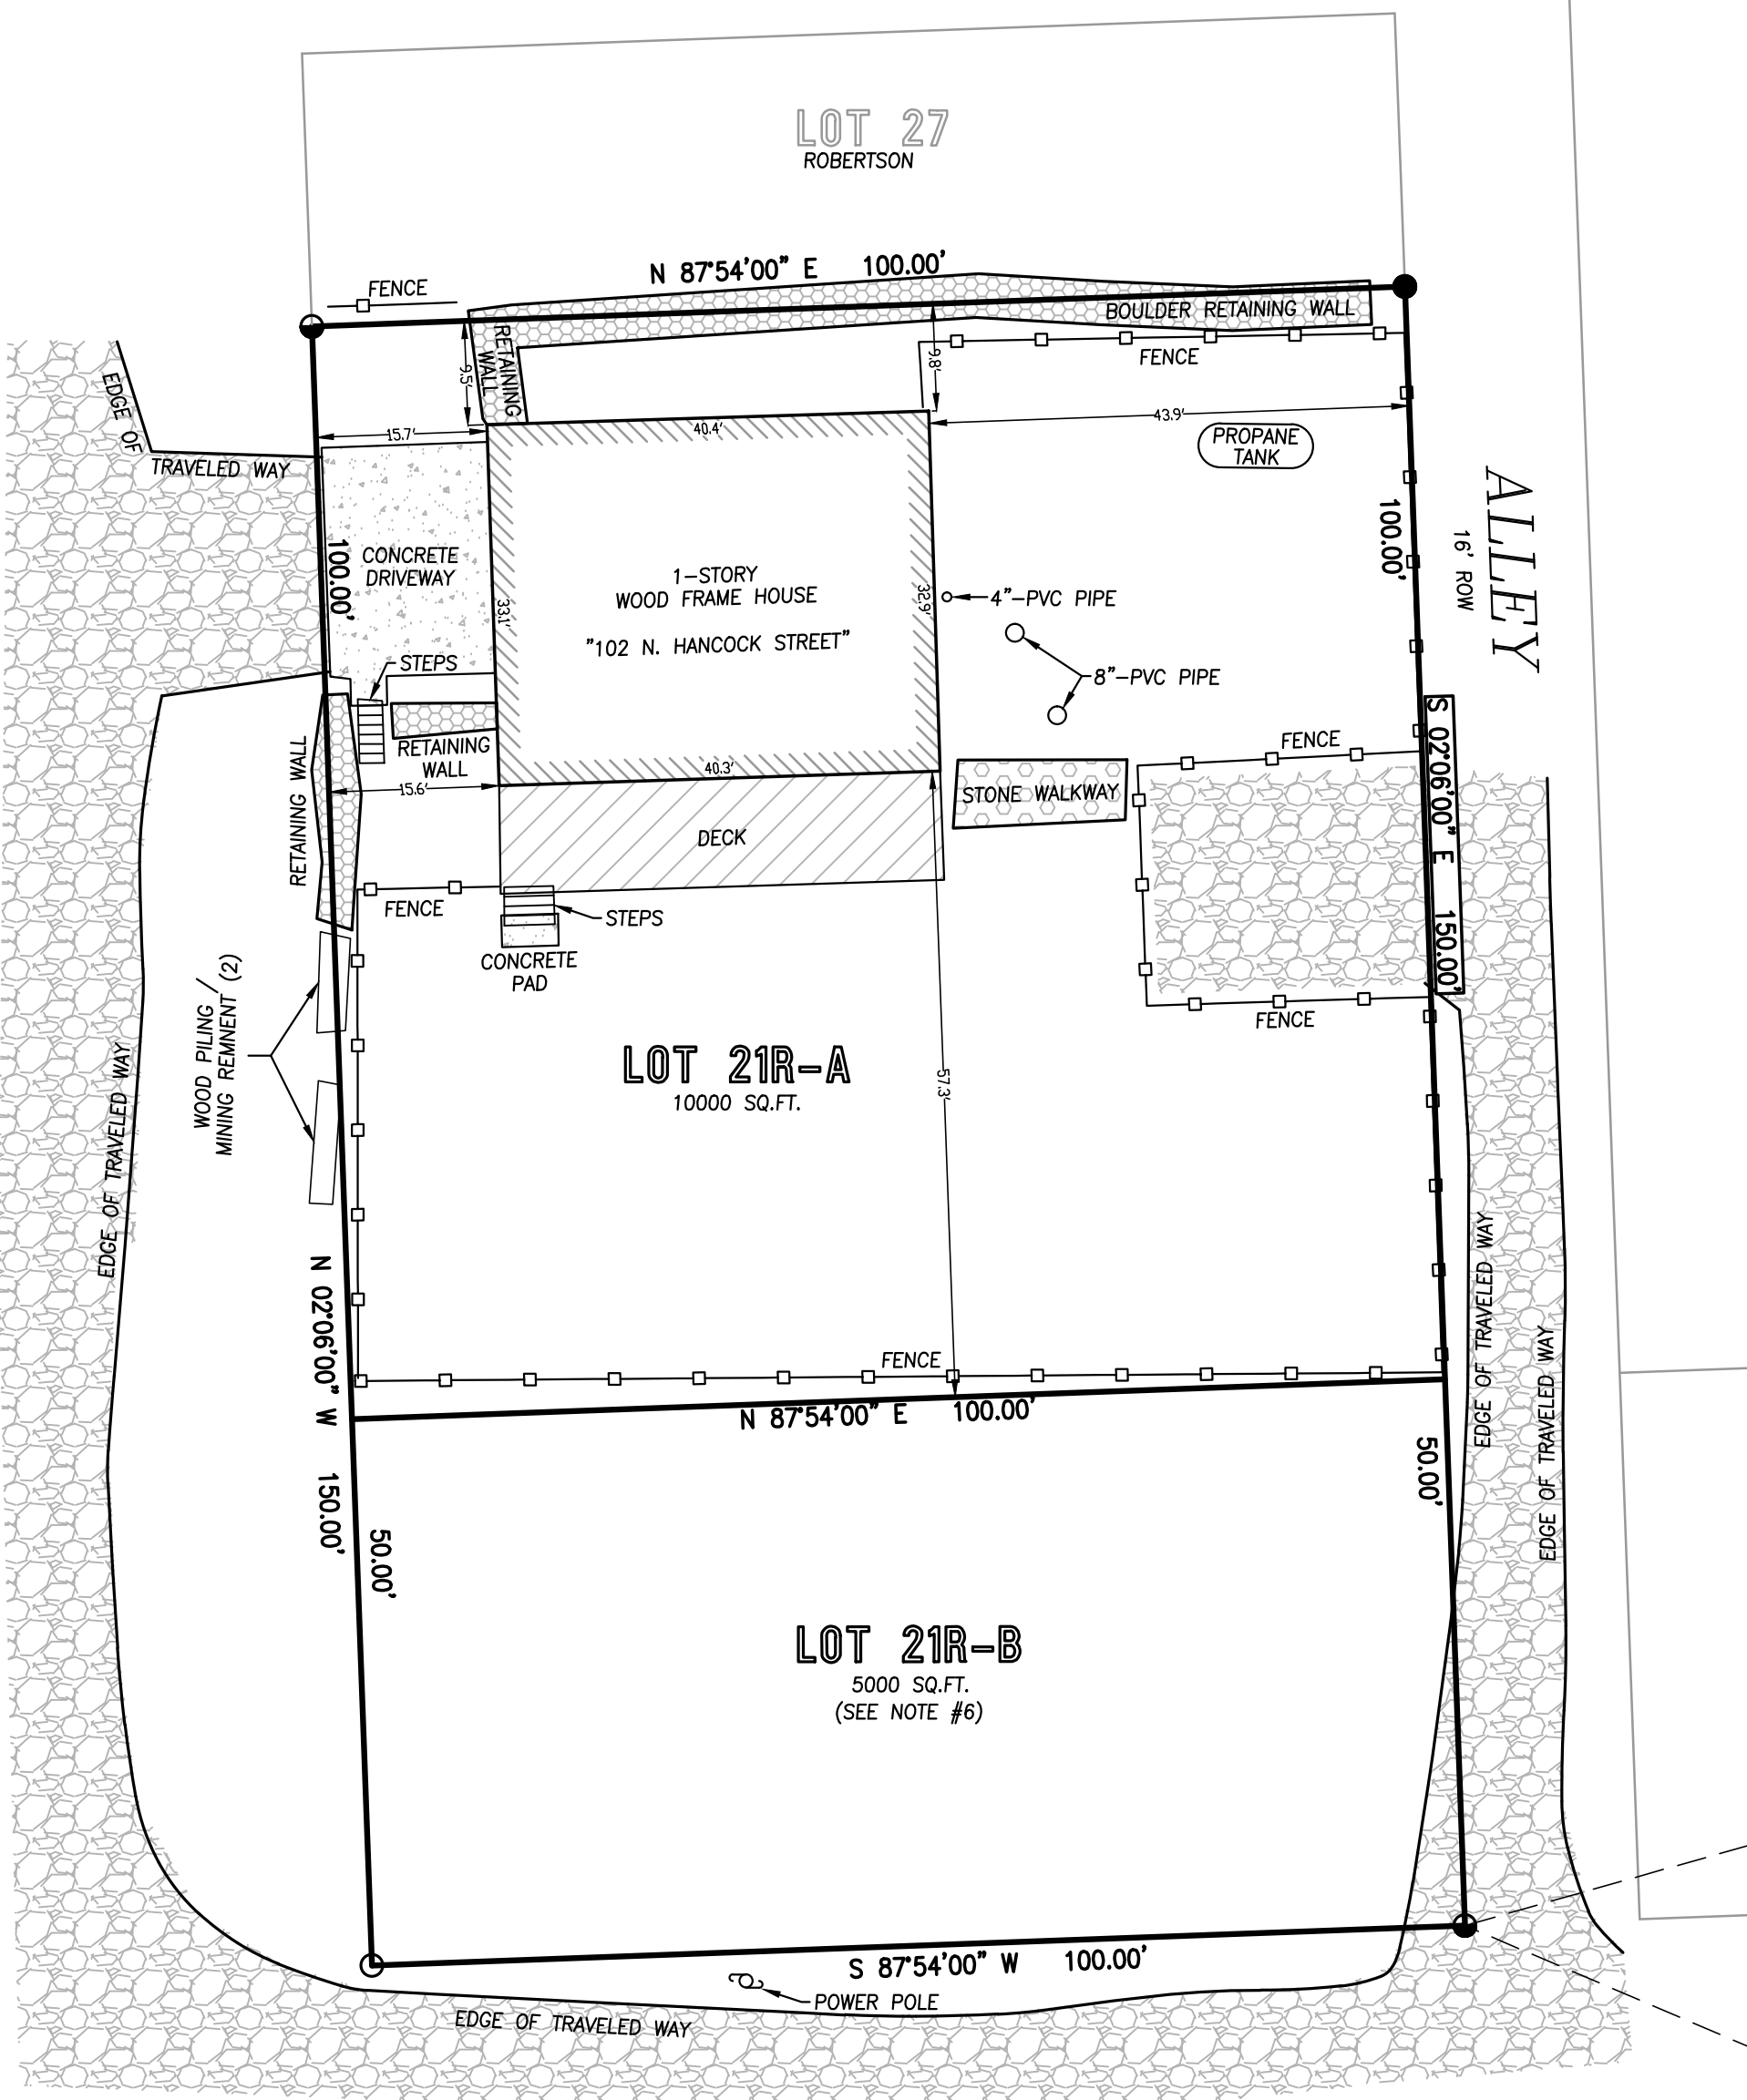 LOT 27
ROBERTSON
N 87°54'00" E 100.00'
FENCE
BOULDER RETAINING WALL
RETAINING
WALL
FENCE
9.5'
9.8'
EDGE OF
TRAVELED WAY
15.7'
40.4'
43.9'
PROPANE
TANK
ALLEY
16' ROW
100.00'
100.00'
CONCRETE
DRIVEWAY
1-STORY
WOOD FRAME HOUSE
"102 N. HANCOCK STREET"
33.1'
32.9'
4"-PVC PIPE
8"-PVC PIPE
STEPS
RETAINING
WALL
RETAINING WALL
15.6'
40.3'
FENCE
STONE WALKWAY
DECK
S 02°06'00" E 150.00'
FENCE
STEPS
CONCRETE
PAD
WOOD PILING /
MINING REMNENT (2)
FENCE
EDGE OF TRAVELED WAY
LOT 21R-A
10000 SQ.FT.
57.3'
EDGE OF TRAVELED WAY
EDGE OF TRAVELED WAY
N 02°06'00" W 150.00'
FENCE
N 87°54'00" E 100.00'
50.00'
50.00'
LOT 21R-B
5000 SQ.FT.
(SEE NOTE #6)
S 87°54'00" W 100.00'
POWER POLE
EDGE OF TRAVELED WAY